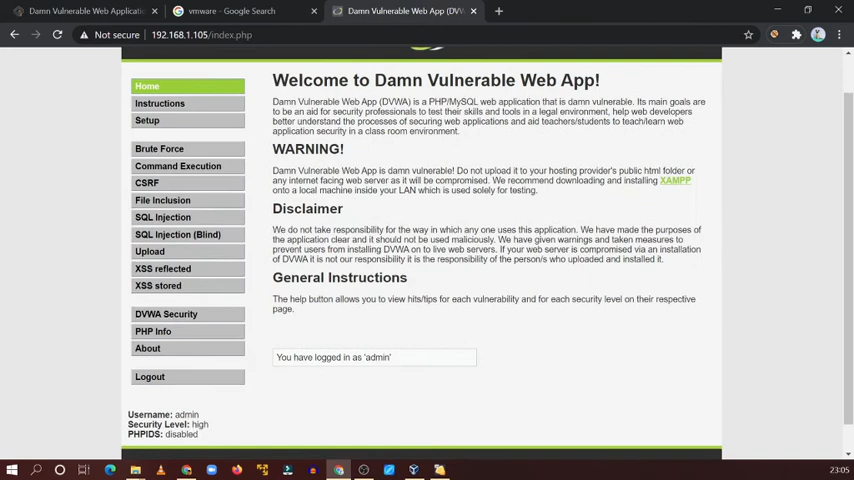 Damn Vulnerable Web Applicatio
vmware - Google Search
Damn Vulnerable Web App (DVW
Not secure
192.168.1.105/index.php
Home
Instructions
Setup
Brute Force
Command Execution
CSRF
File Inclusion
SQL Injection
SQL Injection (Blind)
Upload
XSS reflected
XSS stored
DVWA Security
PHP Info
About
Logout
Username: admin
Security Level: high
PHPIDS: disabled
Welcome to Damn Vulnerable Web App!
Damn Vulnerable Web App (DVWA) is a PHP/MySQL web application that is damn vulnerable. Its main goals are
to be an aid for security professionals to test their skills and tools in a legal environment, help web developers
better understand the processes of securing web applications and aid teachers/students to teach/learn web
application security in a class room environment.
WARNING!
Damn Vulnerable Web App is damn vulnerable! Do not upload it to your hosting provider's public html folder or
any internet facing web server as it will be compromised. We recommend downloading and installing XAMPP
onto a local machine inside your LAN which is used solely for testing.
Disclaimer
We do not take responsibility for the way in which any one uses this application. We have made the purposes of
the application clear and it should not be used maliciously. We have given warnings and taken measures to
prevent users from installing DVWA on to live web servers. If your web server is compromised via an installation
of DVWA it is not our responsibility it is the responsibility of the person/s who uploaded and installed it.
General Instructions
The help button allows you to view hits/tips for each vulnerability and for each security level on their respective
page.
You have logged in as 'admin'
23:05